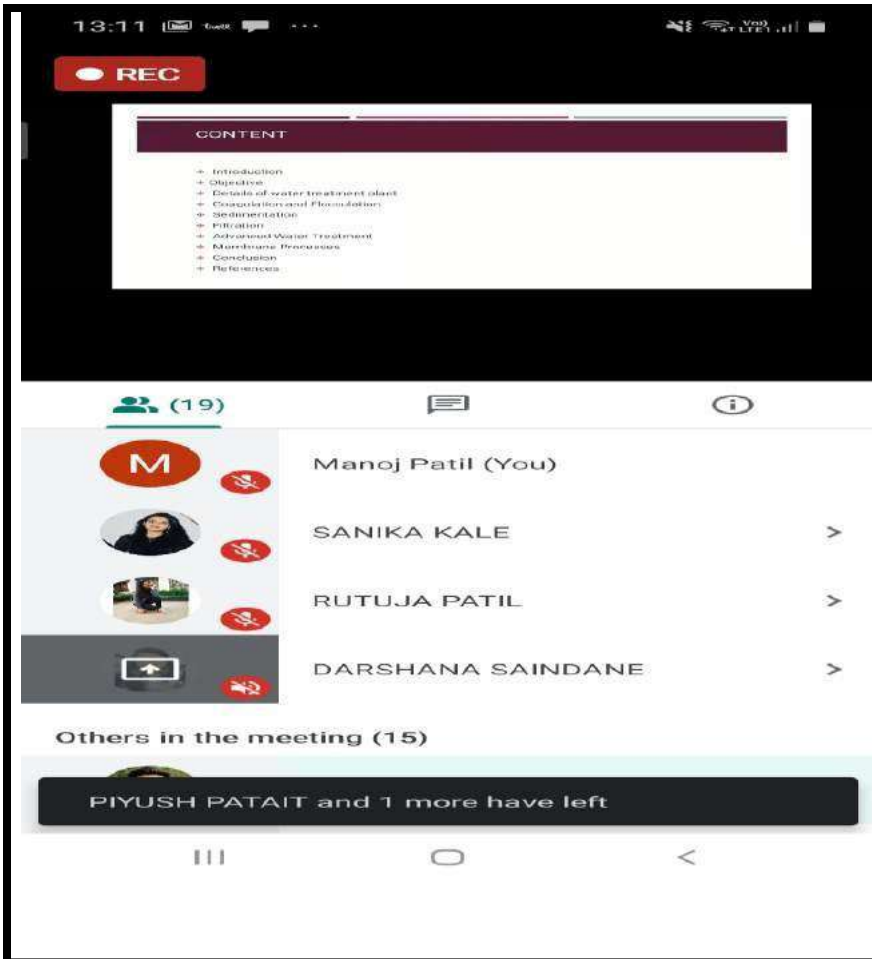 13:11
REC
CONTENT
Introduction
Objective
Details of water treatment plant
Coagulation and Flocculation
Sedimentation
Filtration
Advanced Water Treatment
Membrane Processes
Conclusion
References
(19)
M
Manoj Patil (You)
SANIKA KALE
RUTUJA PATIL
DARSHANA SAINDANE
Others in the meeting (15)
PIYUSH PATAIT and 1 more have left